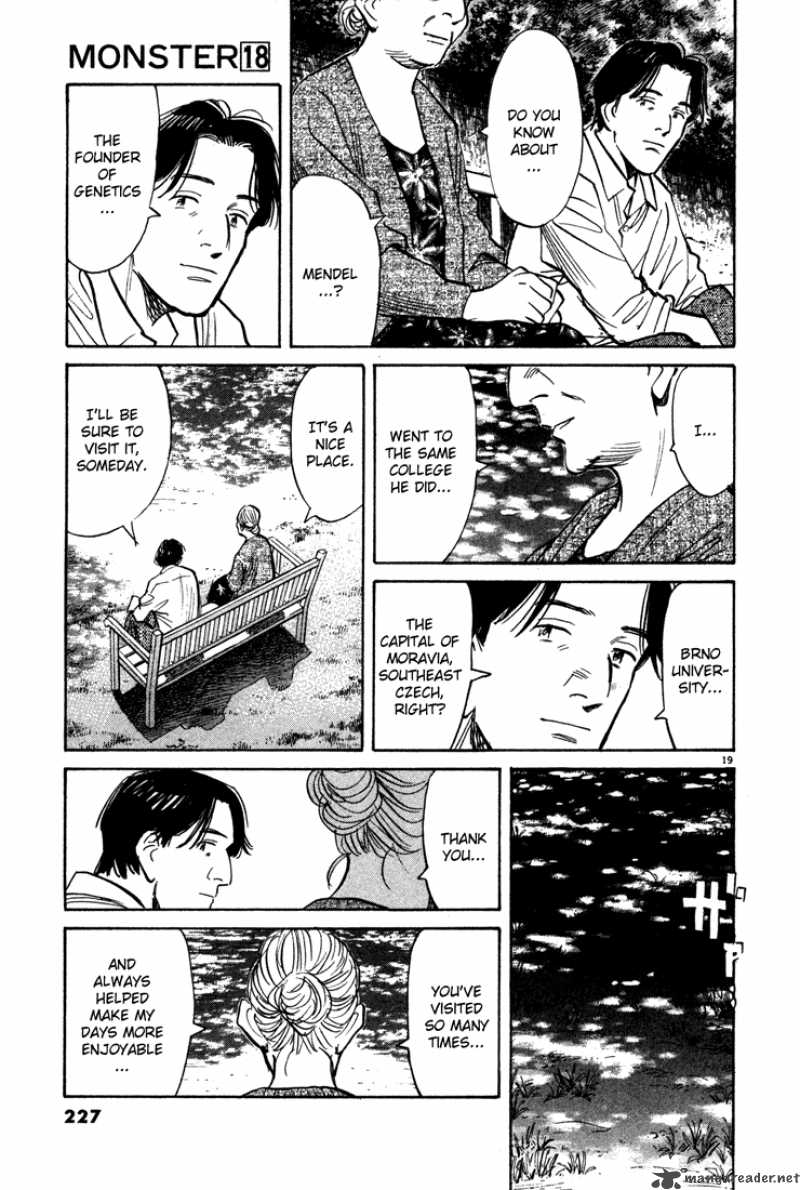 MONSTER 18
DO YOU
KNOW
ABOUT
...
MENDEL
...?
THE
FOUNDER
OF
GENETICS
...
I...
WENT TO
THE SAME
COLLEGE
HE DID...
BRNO
UNIVER-
SITY...
THE
CAPITAL OF
MORAVIA,
SOUTHEAST
CZECH,
RIGHT?
IT'S A
NICE
PLACE.
I'LL BE
SURE TO
VISIT IT,
SOMEDAY.
19
THANK
YOU...
YOU'VE
VISITED
SO MANY
TIMES...
AND
ALWAYS
HELPED
MAKE MY
DAYS MORE
ENJOYABLE
...
227
mangareader.net